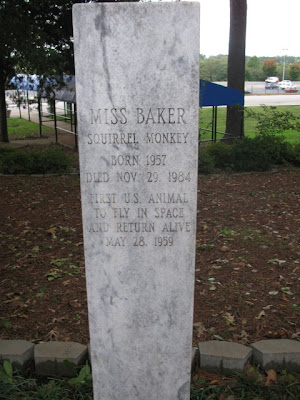 MISS BAKER
SQUIRREL MONKEY
BORN 1957
DIED NOV. 29, 1984
FIRST U.S. ANIMAL
TO FLY IN SPACE
AND RETURN ALIVE
MAY 28, 1959